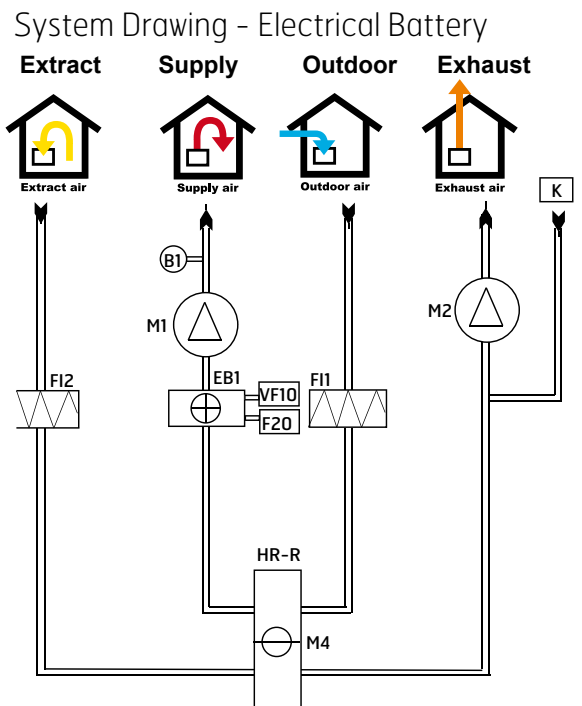 System Drawing – Electrical Battery
Extract Supply Outdoor Exhaust
Extract air Supply air Outdoor air Exhaust air
K
B1
M1
M2
FI2
EB1
VF10
FI1
F20
HR-R
M4